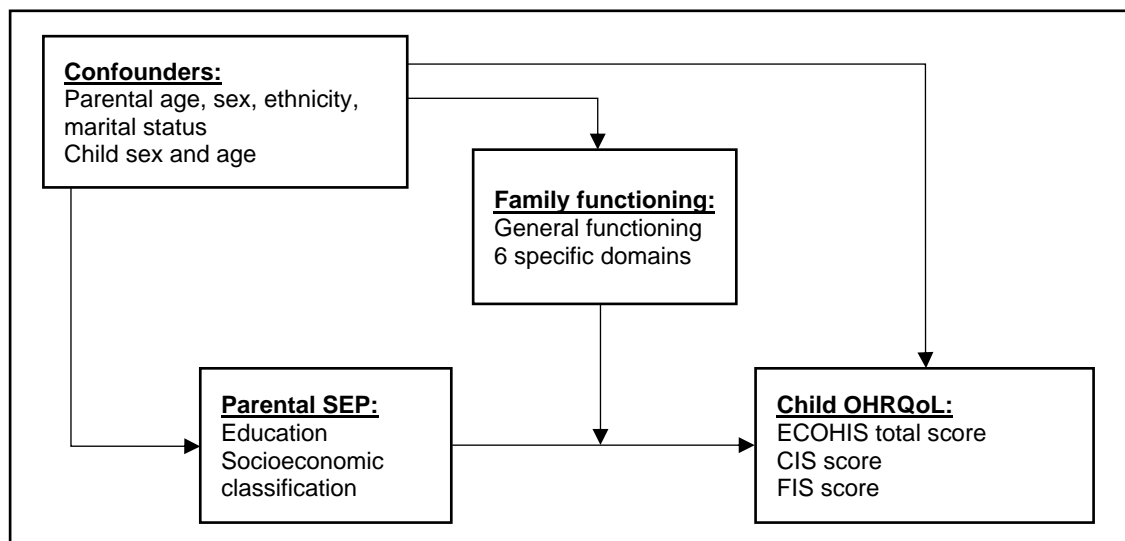 Confounders:
Parental age, sex, ethnicity,
marital status
Child sex and age
Family functioning:
General functioning
6 specific domains
Parental SEP:
Education
Socioeconomic
classification
Child OHRQoL:
ECOHIS total score
CIS score
FIS score